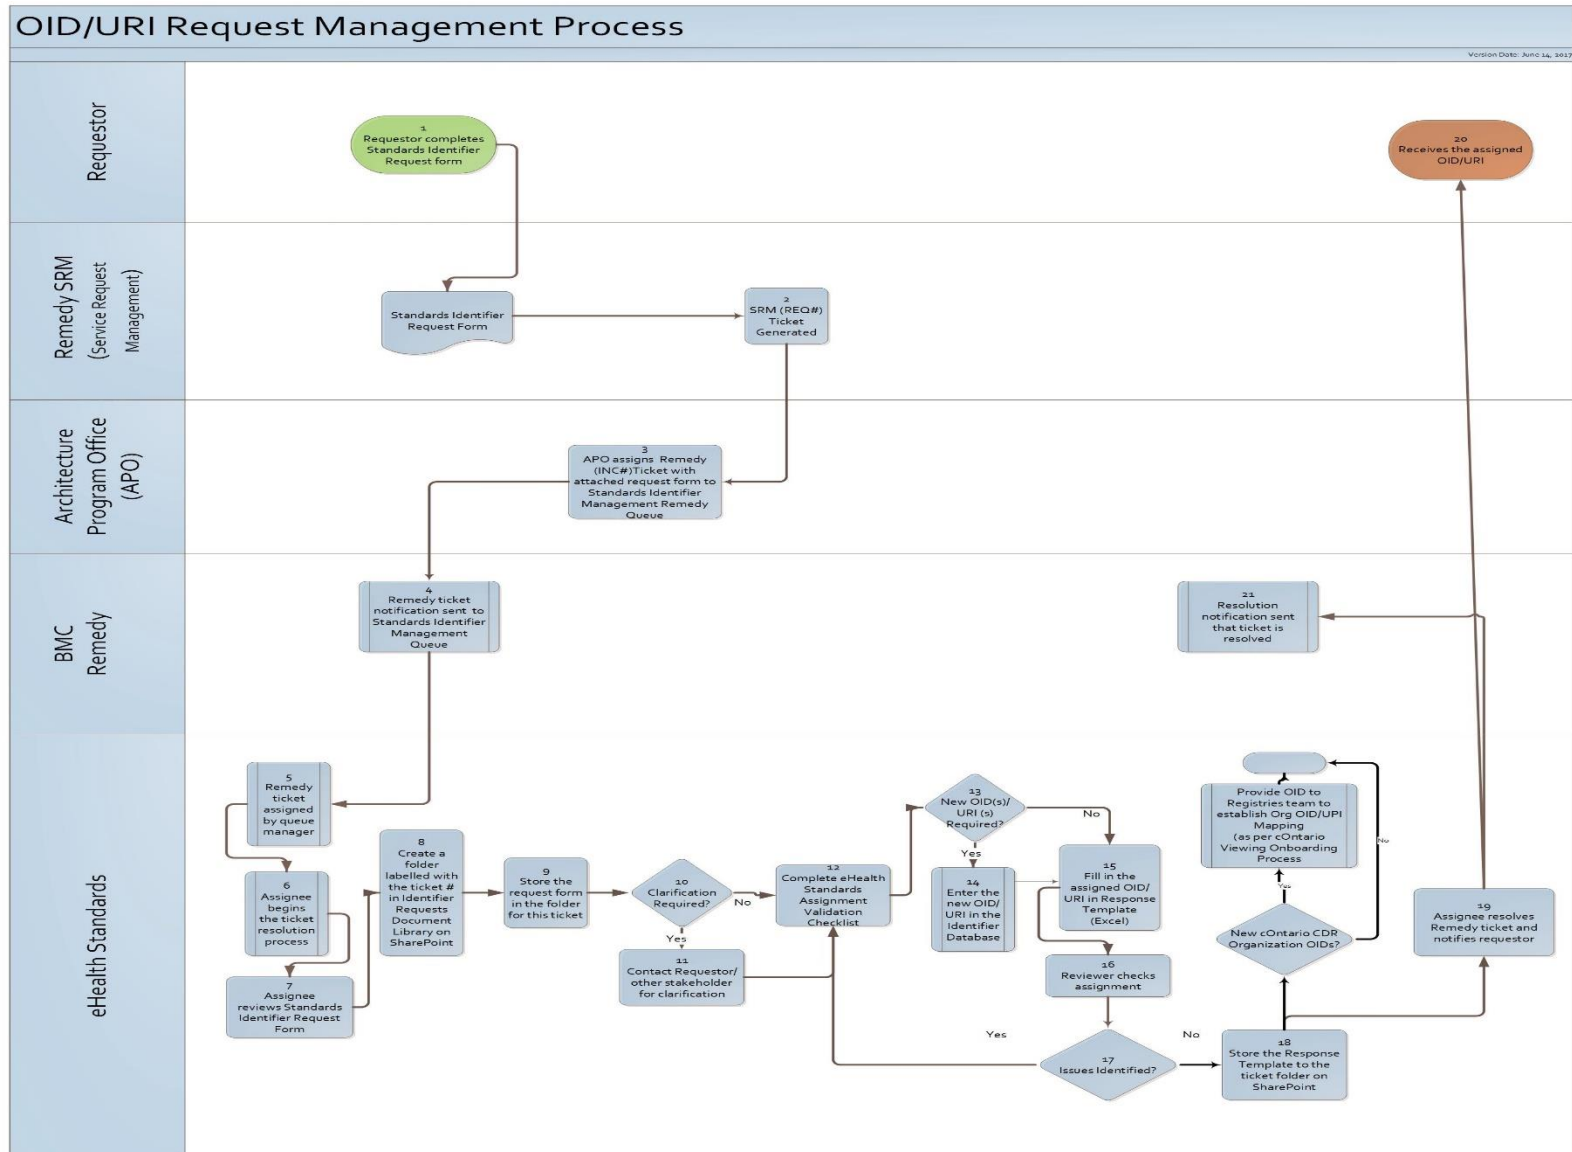 OID/URI Request Management Process
Version Date: June 14, 2017
Requestor
1
Requestor completes
Standards Identifier
Request form
20
Receives the assigned
OID/URI
Remedy SRM
(Service Request
Management)
Standards Identifier
Request Form
2
SRM (REQ#)
Ticket
Generated
Architecture
Program Office
(APO)
3
APO assigns Remedy
(INC#)Ticket with
attached request form to
Standards Identifier
Management Remedy
Queue
BMC
Remedy
4
Remedy ticket
notification sent to
Standards Identifier
Management
Queue
21
Resolution
notification sent
that ticket is
resolved
eHealth Standards
5
Remedy
ticket
assigned
by queue
manager
6
Assignee
begins
the ticket
resolution
process
7
Assignee
reviews Standards
Identifier Request
Form
8
Create a
folder
labelled with
the ticket #
in Identifier
Requests
Document
Library on
SharePoint
9
Store the
request form
in the folder
for this ticket
10
Clarification
Required?
No
Yes
11
Contact Requestor/
other stakeholder
for clarification
12
Complete eHealth
Standards
Assignment
Validation
Checklist
13
New OID(s)/
URI (s)
Required?
No
Yes
14
Enter the
new OID/
URI in the
Identifier
Database
15
Fill in the
assigned OID/
URI in Response
Template
(Excel)
16
Reviewer checks
assignment
17
Issues Identified?
Yes
No
18
Store the Response
Template to the
ticket folder on
SharePoint
New cOntario CDR
Organization OIDs?
Yes
No
Provide OID to
Registries team to
establish Org OID/UPI
Mapping
(as per cOntario
Viewing Onboarding
Process
19
Assignee resolves
Remedy ticket and
notifies requestor